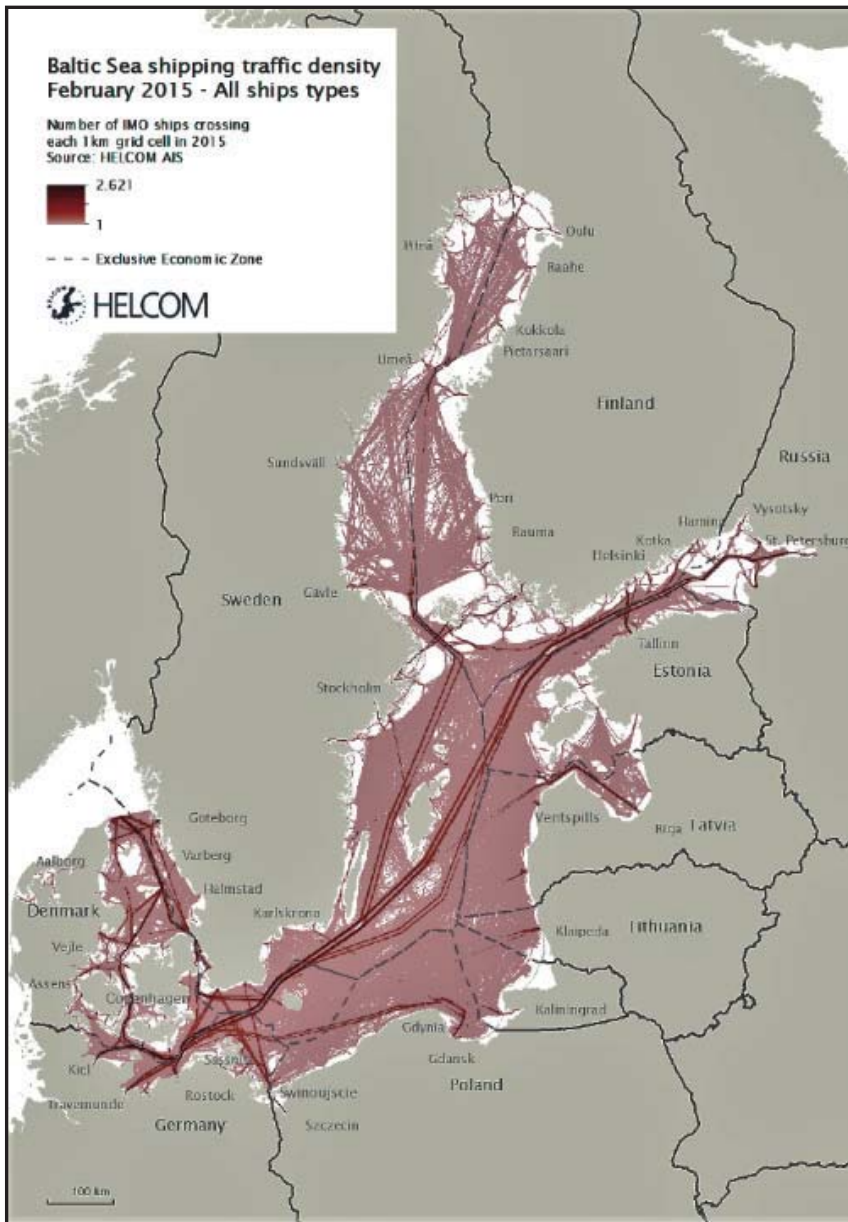 Baltic Sea shipping traffic density
February 2015 - All ships types
Number of IMO ships crossing
each 1km grid cell in 2015
Source: HELCOM AIS
2.621
1
Exclusive Economic Zone
HELCOM
Piteå
Oulu
Raahe
Kokkola
Pietarsaari
Umeå
Finland
Sundsväll
Russia
Pori
Rauma
Vysotsky
Hamina
Kotka
St. Petersburg
Helsinki
Gävle
Sweden
Tallinn
Estonia
Stockholm
Ventspills
Riga
Latvia
Goteborg
Varberg
Aalborg
Halmstad
Denmark
Karlskrona
Vejle
Klaipeda
Lithuania
Assens
Copenhagen
Kaliningrad
Gdynia
Gdansk
Kiel
Sassnitz
Poland
Travemunde
Rostock
Swinoujscie
Germany
Szczecin
100 km